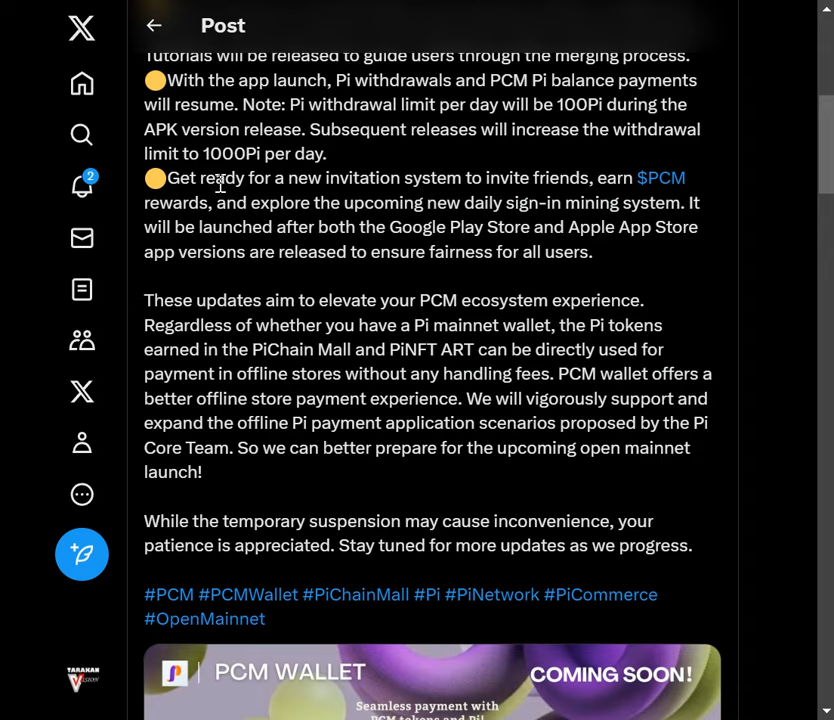 Post
Tutorials will be released to guide users through the merging process.
With the app launch, Pi withdrawals and PCM Pi balance payments
will resume. Note: Pi withdrawal limit per day will be 100Pi during the
APK version release. Subsequent releases will increase the withdrawal
limit to 1000Pi per day.
Get ready for a new invitation system to invite friends, earn $PCM
rewards, and explore the upcoming new daily sign-in mining system. It
will be launched after both the Google Play Store and Apple App Store
app versions are released to ensure fairness for all users.
These updates aim to elevate your PCM ecosystem experience.
Regardless of whether you have a Pi mainnet wallet, the Pi tokens
earned in the PiChain Mall and PiNFT ART can be directly used for
payment in offline stores without any handling fees. PCM wallet offers a
better offline store payment experience. We will vigorously support and
expand the offline Pi payment application scenarios proposed by the Pi
Core Team. So we can better prepare for the upcoming open mainnet
launch!
While the temporary suspension may cause inconvenience, your
patience is appreciated. Stay tuned for more updates as we progress.
#PCM #PCMWallet #PiChainMall #Pi #PiNetwork #PiCommerce
#OpenMainnet
PCM WALLET
COMING SOON!
Seamless payment with
PCM tokens and Pi!
2
TARAKAN
VISION